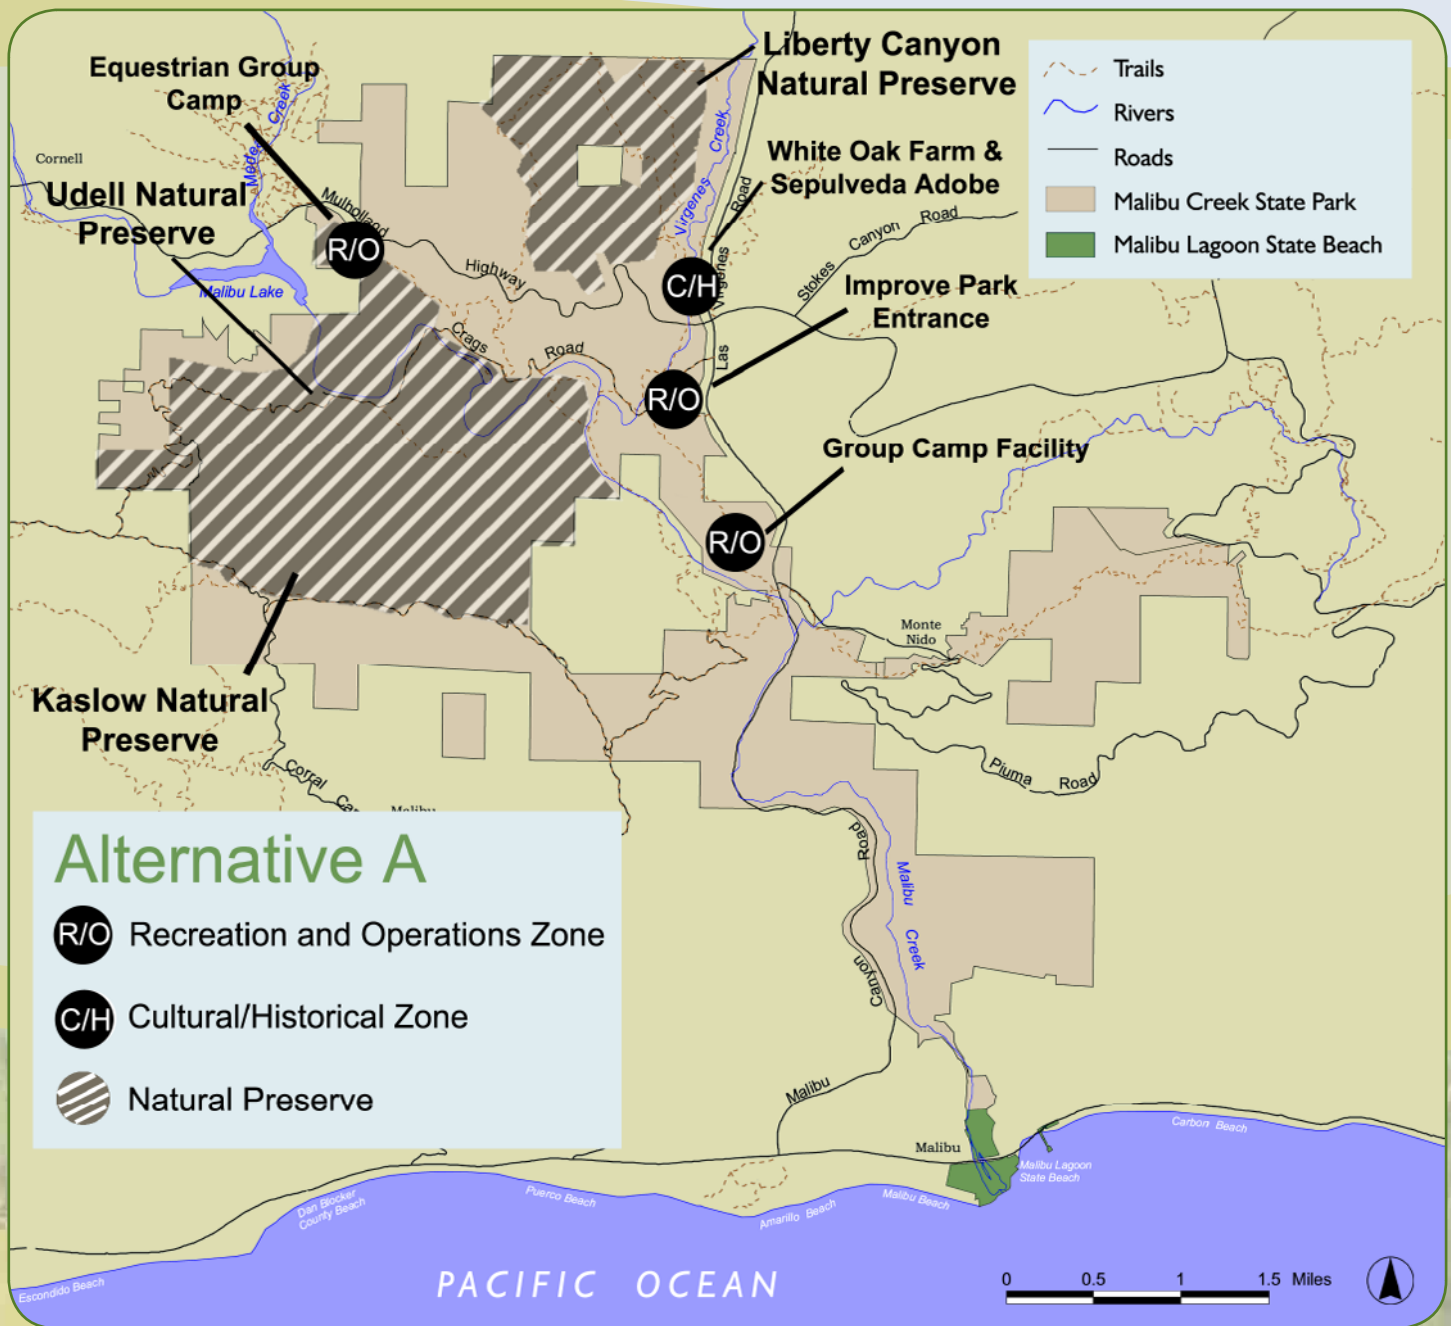 Equestrian Group
Camp
Liberty Canyon
Natural Preserve
Trails
Rivers
Roads
Malibu Creek State Park
Malibu Lagoon State Beach
Creek
Cornell
Udell Natural
Preserve
Mulholland
Highway
Malibu Lake
R/O
Virgenes
Creek
White Oak Farm &
Sepulveda Adobe
Road
Virgenes
Las
C/H
Stokes
Canyon
Road
Improve Park
Entrance
Crags
Road
R/O
Group Camp Facility
R/O
Monte
Nido
Kaslow Natural
Preserve
Corral
Piuma
Road
Malibu
Alternative A
R/O Recreation and Operations Zone
C/H Cultural/Historical Zone
Natural Preserve
Road
Canyon
Malibu
Malibu
Creek
Malibu
Malibu Lagoon
State Beach
Carbon Beach
Dan Blocker
County Beach
Puerco Beach
Amarillo Beach
Malibu Beach
Escondido Beach
PACIFIC OCEAN
0 0.5 1 1.5 Miles